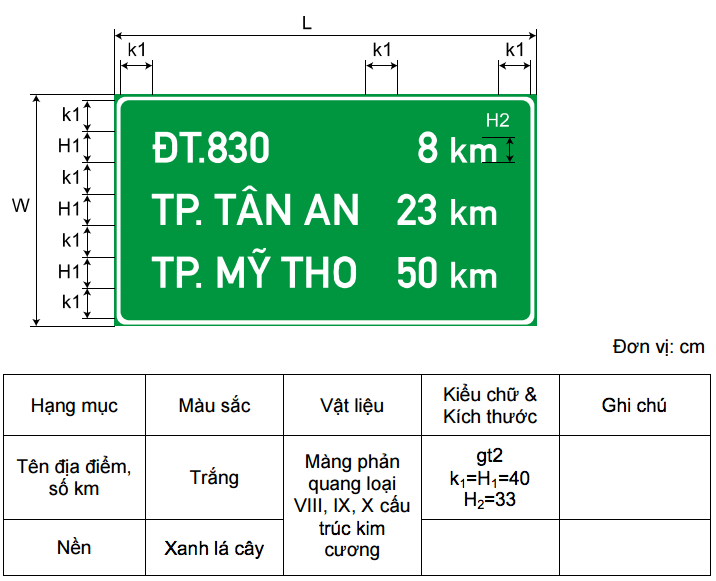 L
k1 k1 k1
k1
H1
k1
W
H1
k1
H1
k1
H2
ĐT.830 8 km
TP. TÂN AN 23 km
TP. MỸ THO 50 km
Đơn vị: cm
Hạng mục
Màu sắc
Vật liệu
Kiểu chữ &
Kích thước
Ghi chú
Tên địa điểm,
số km
Trắng
Màng phản
quang loại
VIII, IX, X cấu
trúc kim
cương
gt2
k₁=H₁=40
H₂=33
Nền
Xanh lá cây